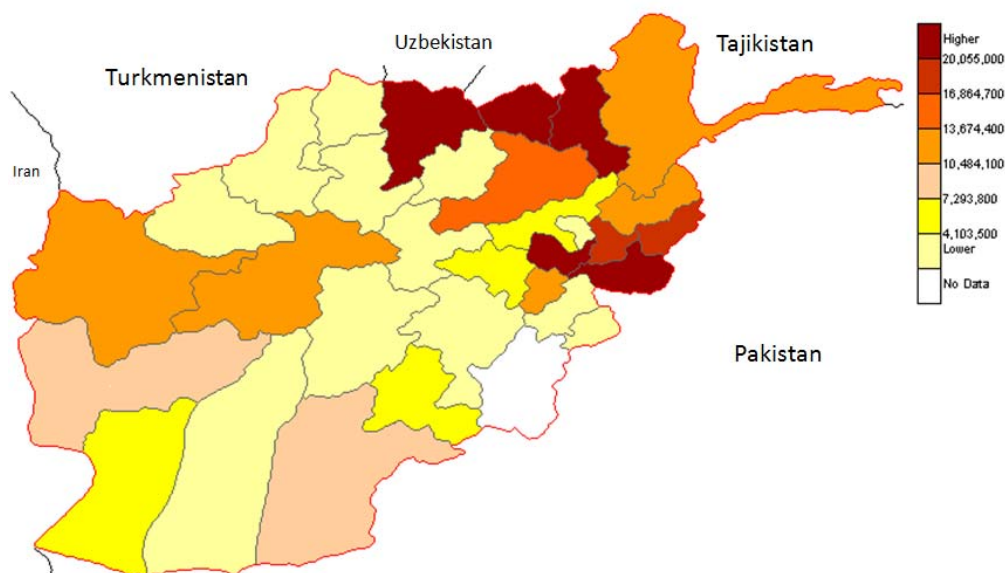 Uzbekistan
Tajikistan
Turkmenistan
Iran
Pakistan
Higher
20,055,000
16,864,700
13,674,400
10,484,100
7,293,800
4,103,500
Lower
No Data